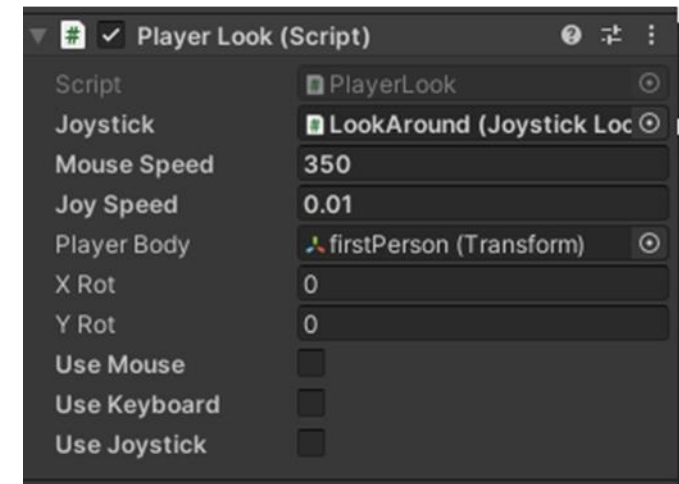 Player Look (Script)
Script PlayerLook
Joystick LookAround (Joystick Loc
Mouse Speed 350
Joy Speed 0.01
Player Body firstPerson (Transform)
X Rot 0
Y Rot 0
Use Mouse
Use Keyboard
Use Joystick